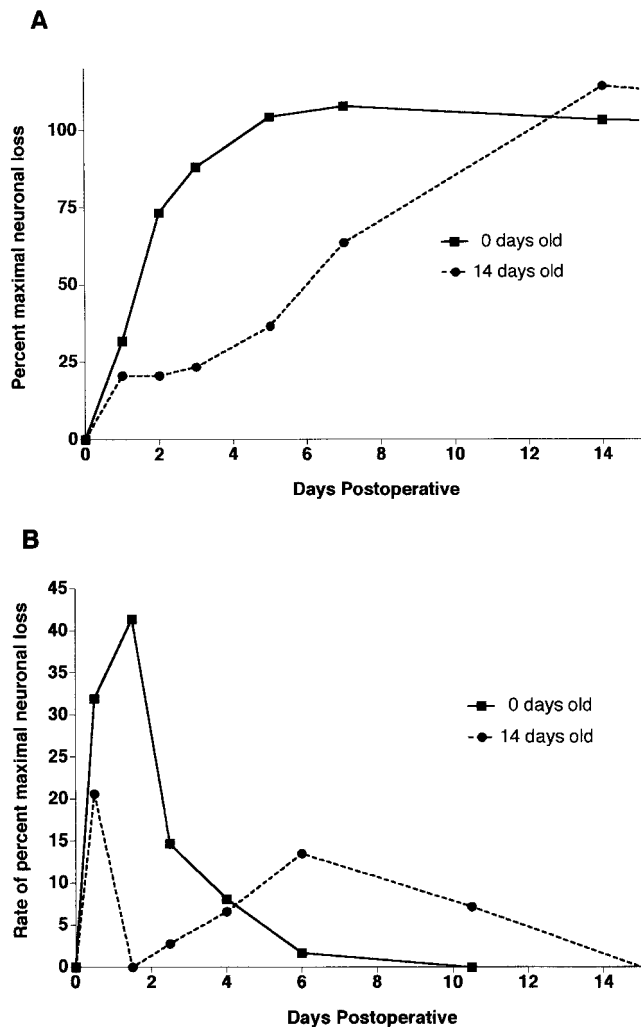 A
Percent maximal neuronal loss
100
75
50
25
0
0 days old
14 days old
0 2 4 6 8 10 12 14
Days Postoperative
B
Rate of percent maximal neuronal loss
45
40
35
30
25
20
15
10
5
0
0 days old
14 days old
0 2 4 6 8 10 12 14
Days Postoperative